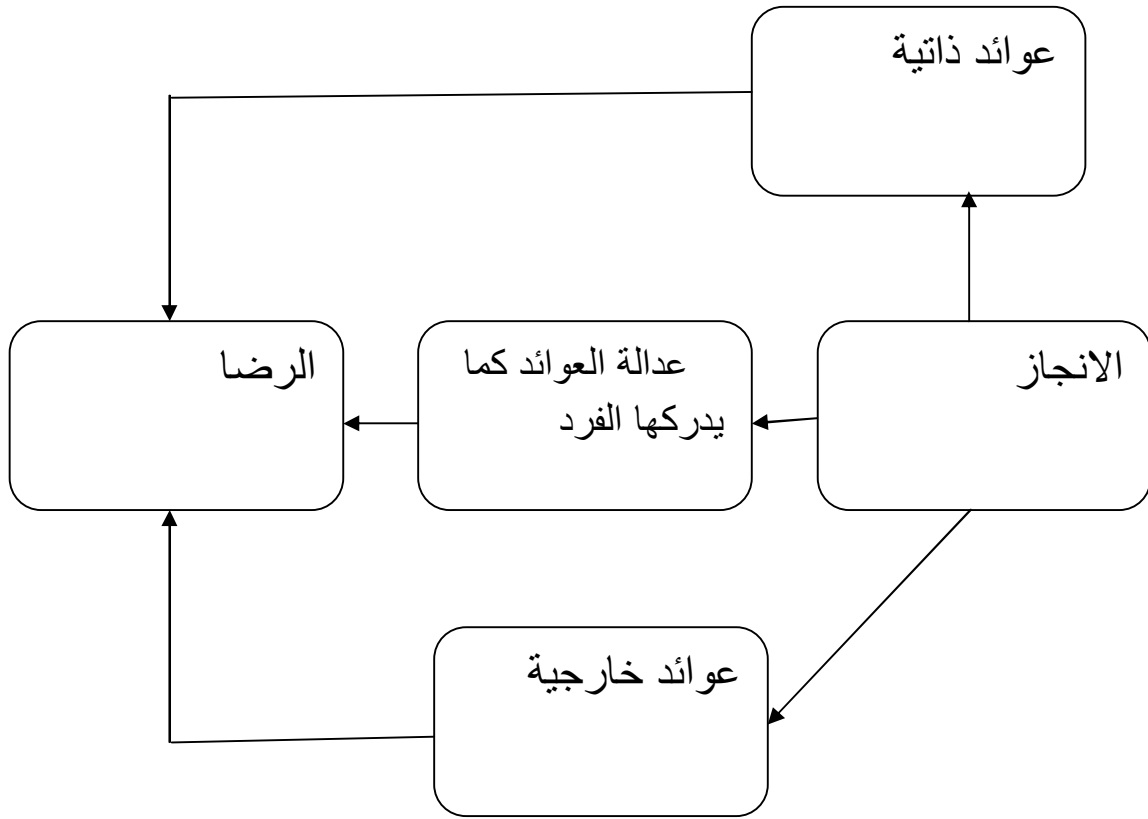 عوائد ذاتية
الانجاز
عدالة العوائد كما
يدركها الفرد
الرضا
عوائد خارجية